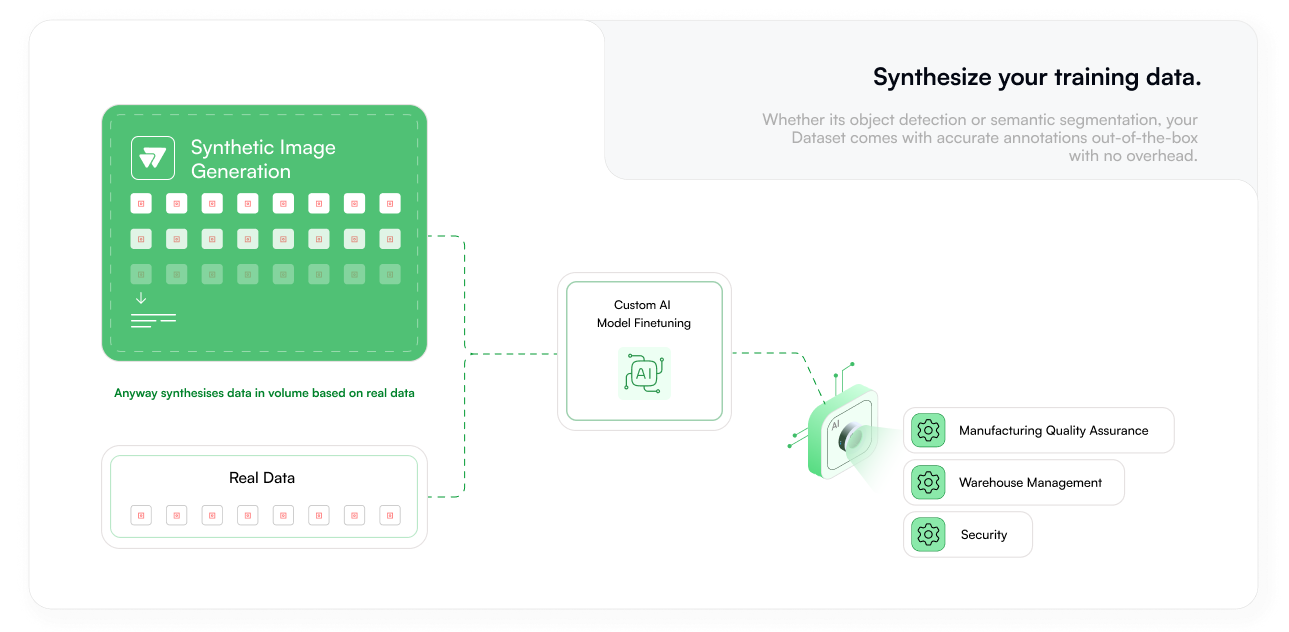 Synthesize your training data.
Whether its object detection or semantic segmentation, your
Dataset comes with accurate annotations out-of-the-box
with no overhead.
Synthetic Image
Generation
Anyway synthesises data in volume based on real data
Real Data
Custom AI
Model Finetuning
AI
AI
Manufacturing Quality Assurance
Warehouse Management
Security